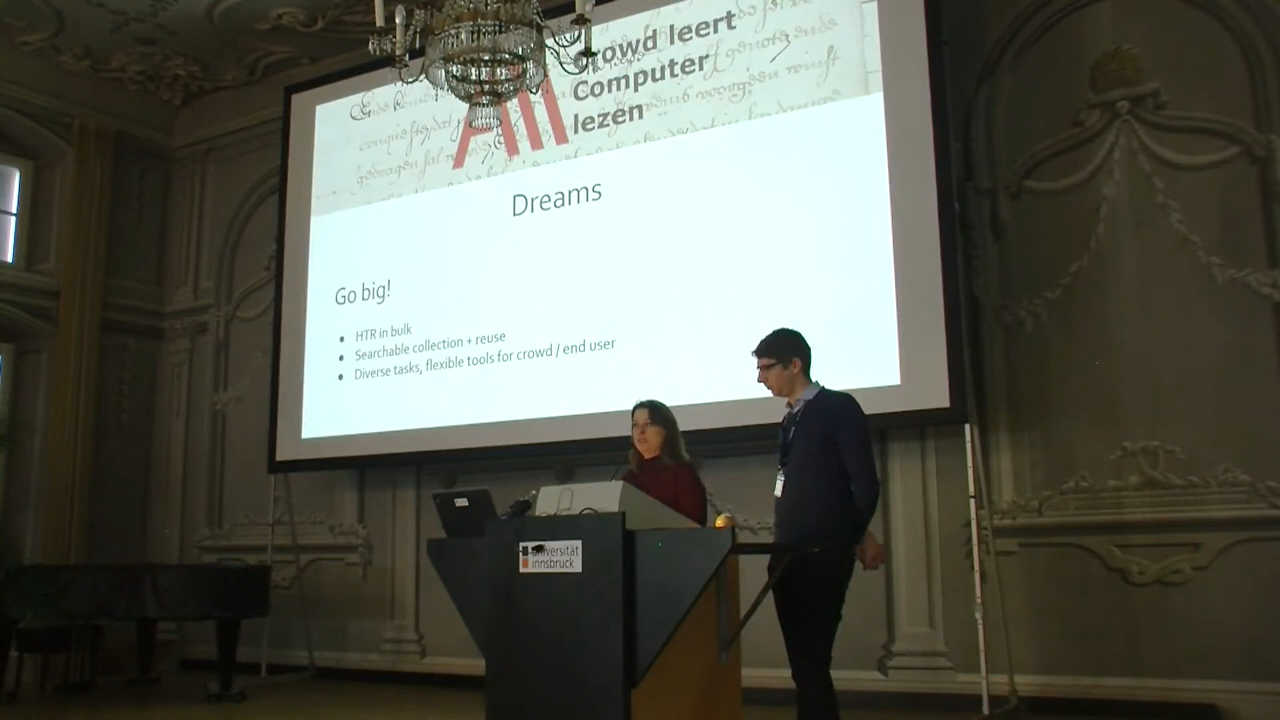 Crowd leert
Computer
lezen
Dreams
Go big!
• HTR in bulk
• Searchable collection + reuse
• Diverse tasks, flexible tools for crowd / end user
universität
innsbruck